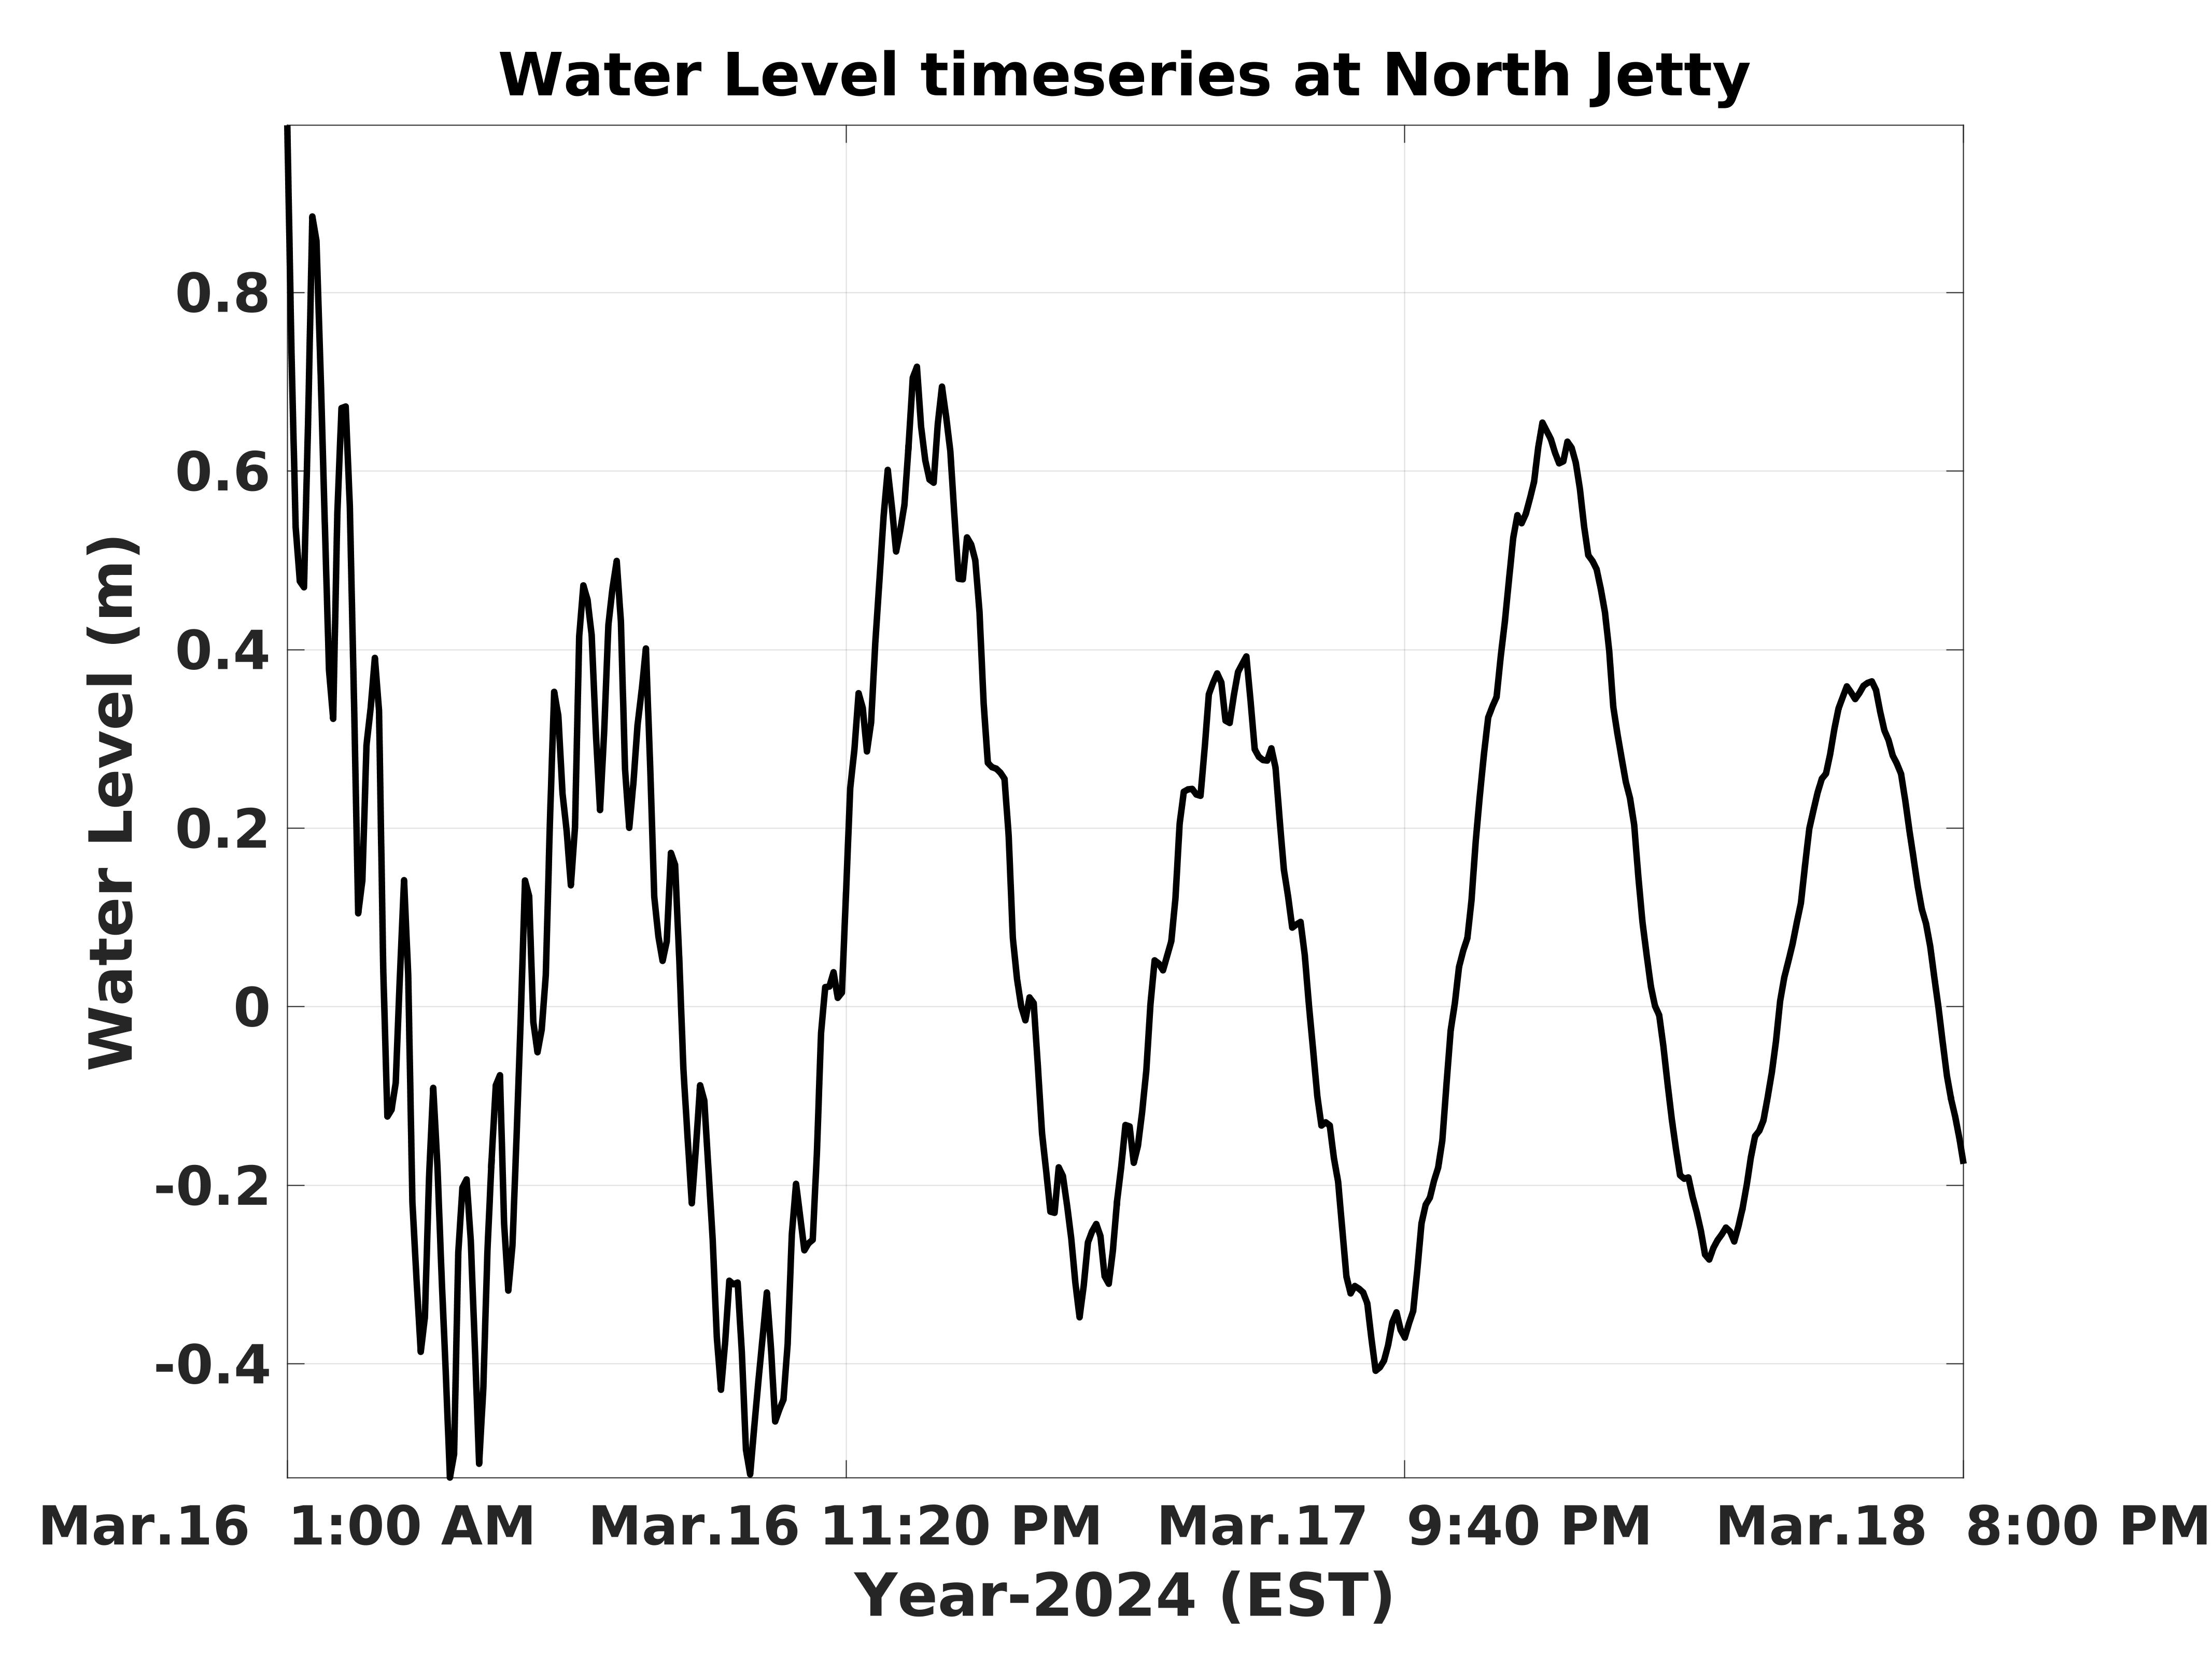 Water Level timeseries at North Jetty
Water Level (m)
0.8
0.6
0.4
0.2
0
-0.2
-0.4
Mar.16  1:00 AM
Mar.16 11:20 PM
Mar.17  9:40 PM
Mar.18  8:00 PM
Year-2024 (EST)